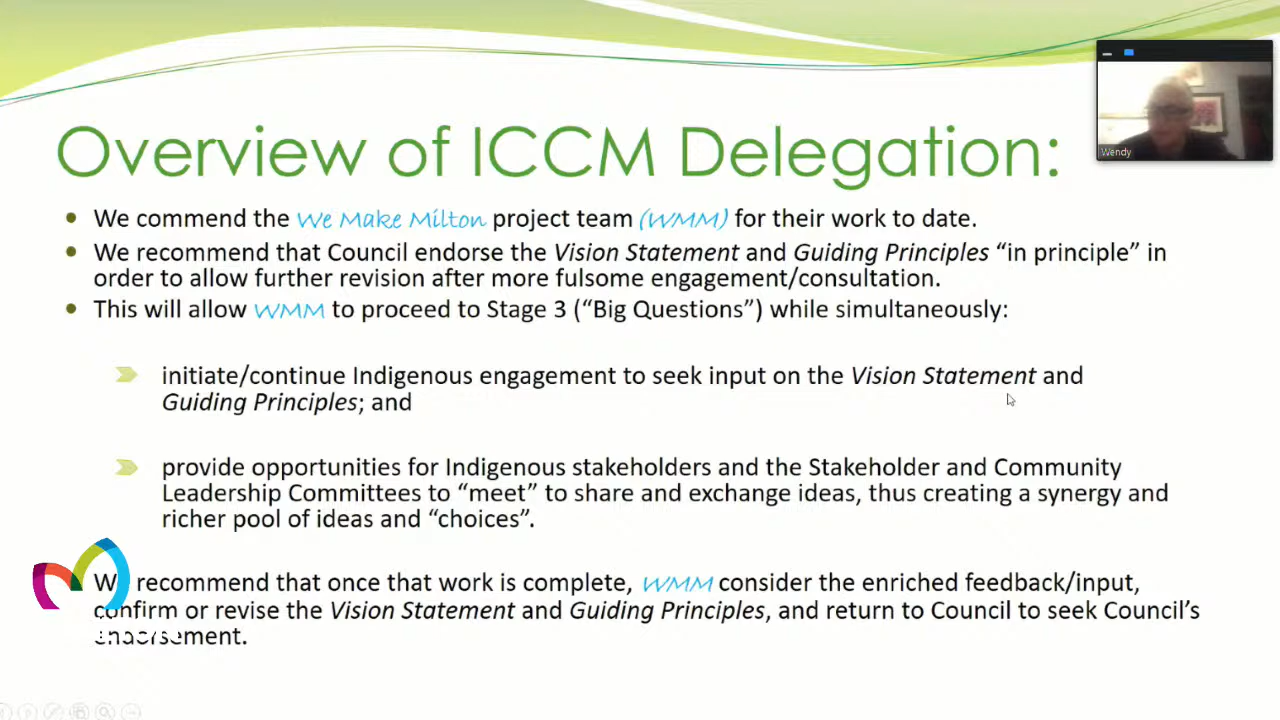 Wendy
Overview of ICCM Delegation:
We commend the We Make Milton project team (WMM) for their work to date.
We recommend that Council endorse the Vision Statement and Guiding Principles “in principle” in
order to allow further revision after more fulsome engagement/consultation.
This will allow WMM to proceed to Stage 3 (“Big Questions”) while simultaneously:
initiate/continue Indigenous engagement to seek input on the Vision Statement and
Guiding Principles; and
provide opportunities for Indigenous stakeholders and the Stakeholder and Community
Leadership Committees to “meet” to share and exchange ideas, thus creating a synergy and
richer pool of ideas and “choices”.
We recommend that once that work is complete, WMM consider the enriched feedback/input,
confirm or revise the Vision Statement and Guiding Principles, and return to Council to seek Council’s
endorsement.